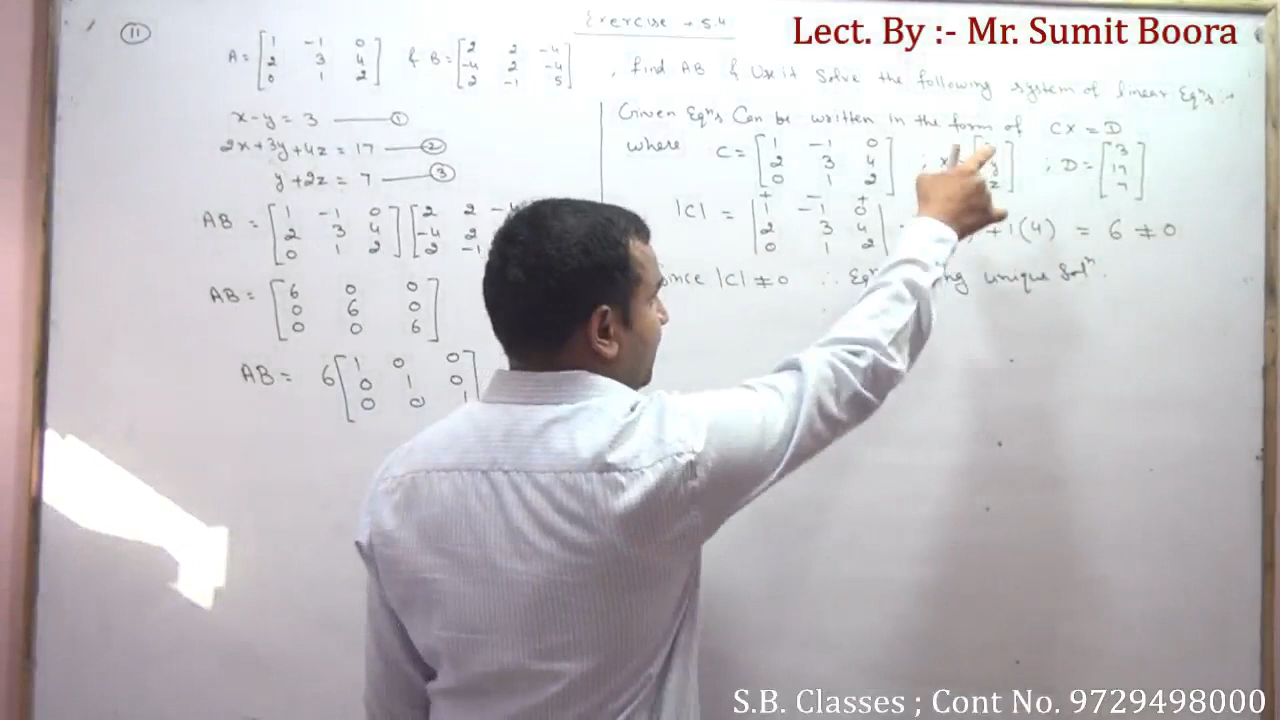 Lect. By :- Mr. Sumit Boora
Exercise → 5.4
(11)
A = [1 -1 0; 2 3 4; 0 1 2] & B = [2 2 -4; -4 2 -4; 2 -1 5], find AB & Use it Solve the following system of linear Eqⁿs :→
x - y = 3 —— ①
2x + 3y + 4z = 17 —— ②
y + 2z = 7 —— ③
AB = [1 -1 0; 2 3 4; 0 1 2] [2 2 -4; -4 2; 2 -1
AB = [6 0 0; 0 6 0; 0 0 6]
AB = 6 [1 0 0; 0 1 0; 0 0 1]
Given Eqⁿs Can be written in the form of CX = D
where C = [1 -1 0; 2 3 4; 0 1 2] ; X y z ; D = [3; 17; 7]
|C| = |1 -1 0; 2 3 4; 0 1 2| +1(4) = 6 ≠ 0
Since |C| ≠ 0 ∴ Eqⁿ unique Solⁿ.
S.B. Classes ; Cont No. 9729498000